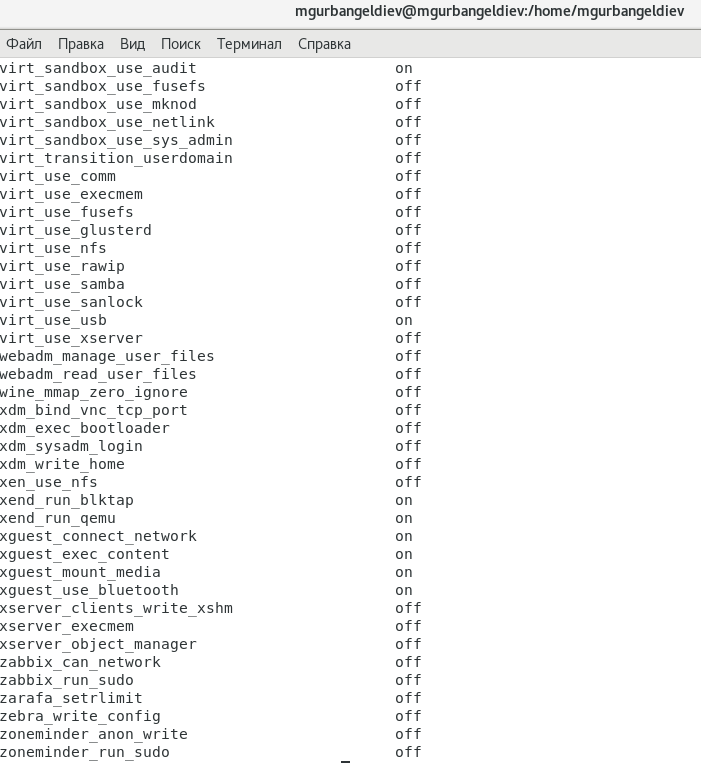 mgurbangeldiev@mgurbangeldiev:/home/mgurbangeldiev
Файл Правка Вид Поиск Терминал Справка
virt_sandbox_use_audit on
virt_sandbox_use_fusefs off
virt_sandbox_use_mknod off
virt_sandbox_use_netlink off
virt_sandbox_use_sys_admin off
virt_transition_userdomain off
virt_use_comm off
virt_use_execmem off
virt_use_fusefs off
virt_use_glusterd off
virt_use_nfs off
virt_use_rawip off
virt_use_samba off
virt_use_sanlock off
virt_use_usb on
virt_use_xserver off
webadm_manage_user_files off
webadm_read_user_files off
wine_mmap_zero_ignore off
xdm_bind_vnc_tcp_port off
xdm_exec_bootloader off
xdm_sysadm_login off
xdm_write_home off
xen_use_nfs off
xend_run_blktap on
xend_run_qemu on
xguest_connect_network on
xguest_exec_content on
xguest_mount_media on
xguest_use_bluetooth on
xserver_clients_write_xshm off
xserver_execmem off
xserver_object_manager off
zabbix_can_network off
zabbix_run_sudo off
zarafa_setrlimit off
zebra_write_config off
zoneminder_anon_write off
zoneminder_run_sudo off